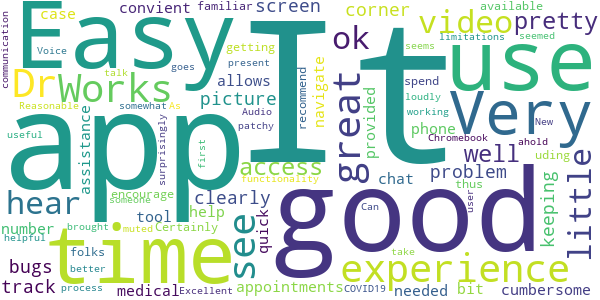 communication
case
convient
familiar
screen
corner
available
Voice
Easy
getting
video
pretty
talk
goes
present
seems
limitations
seemed
Dr
Works
allows
recommend
ok
use
Reasonable
somewhat
As
picture
navigate
spend
loudly
working
useful
assistance
surprisingly
Audio
patchy
great
provided
Very
Chromebook
New
app
It
phone
ahold
first
access
well
uding
functionality
chat
problem
thus
hear
encourage
someone
clearly
Can
user
little
number
tool
help
see
quick
good
keeping
helpful
brought
muted
Certainly
time
folks
better
experience
bugs
take
track
process
medical
Excellent
appointments
COVID19
needed
bit
cumbersome